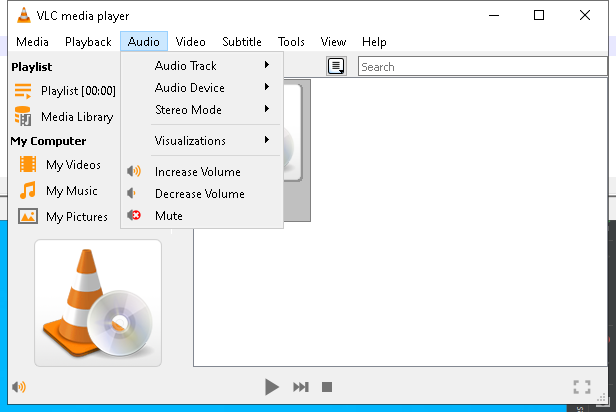 VLC media player
Media Playback Audio Video Subtitle Tools View Help
Playlist
Playlist [00:00]
Media Library
My Computer
My Videos
My Music
My Pictures
Audio Track
Audio Device
Stereo Mode
Visualizations
Increase Volume
Decrease Volume
Mute
Search